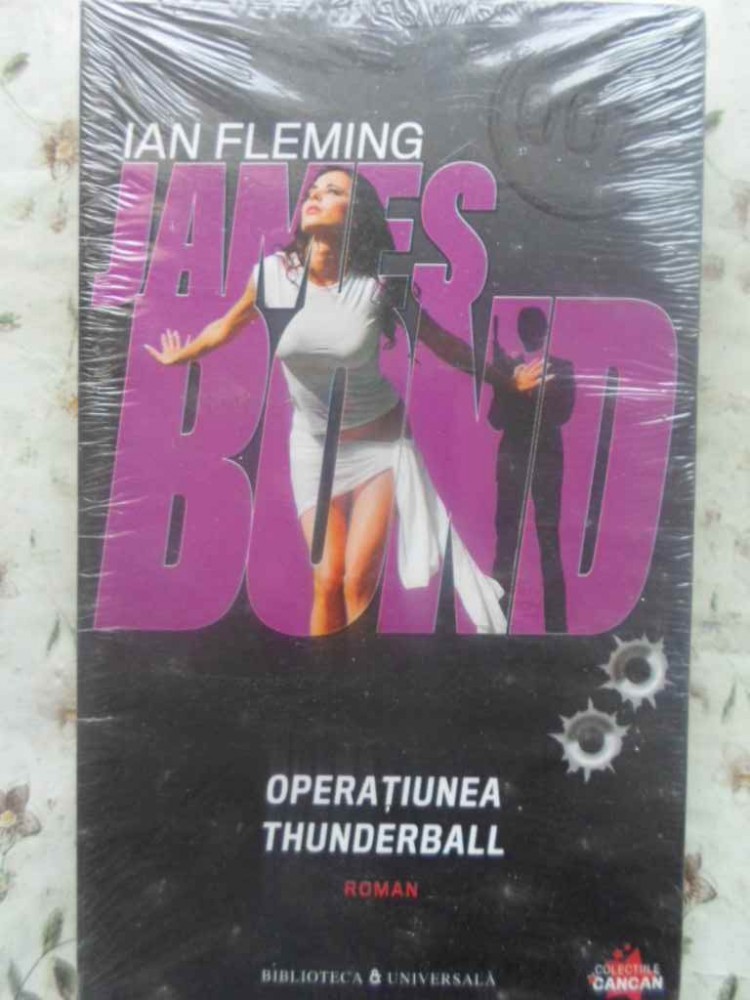 IAN FLEMING
JAMES
BOND
OPERAȚIUNEA
THUNDERBALL
ROMAN
BIBLIOTECA & UNIVERSALĂ
COLECȚIILE
CANCAN